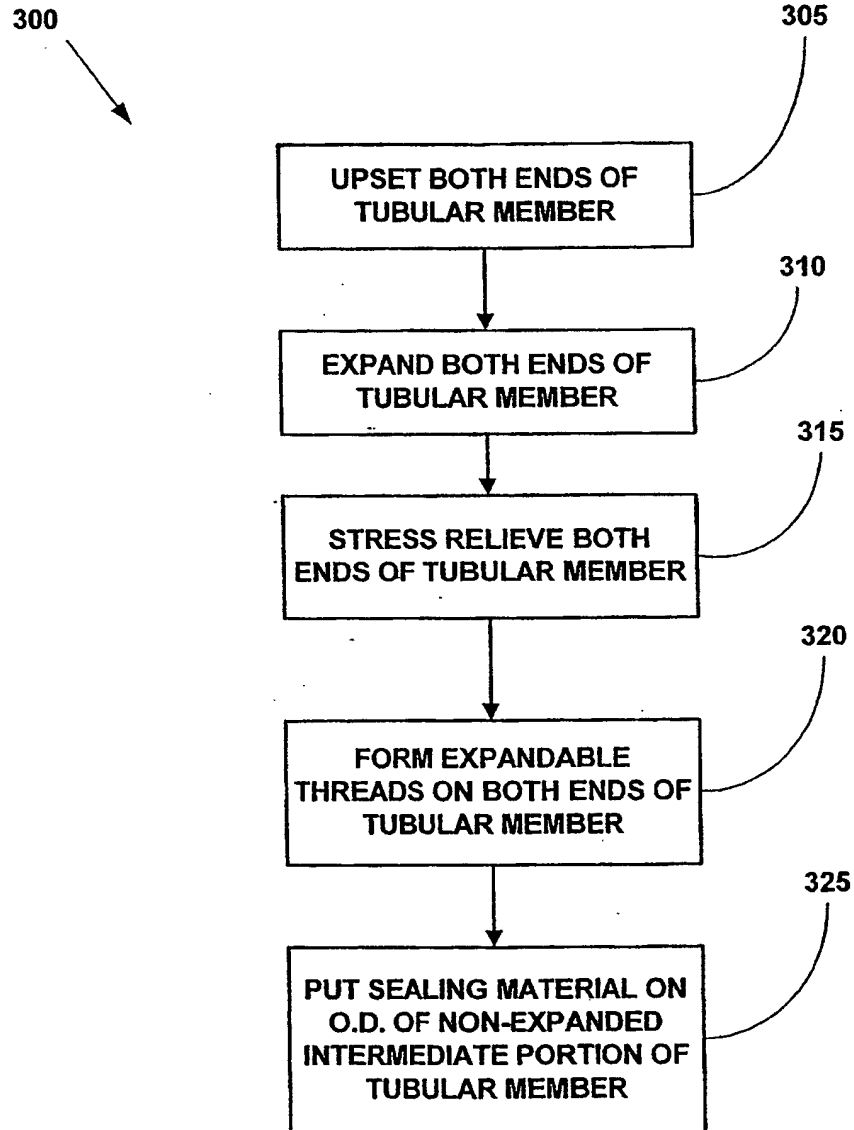 300
305
UPSET BOTH ENDS OF
TUBULAR MEMBER
310
EXPAND BOTH ENDS OF
TUBULAR MEMBER
315
STRESS RELIEVE BOTH
ENDS OF TUBULAR MEMBER
320
FORM EXPANDABLE
THREADS ON BOTH ENDS OF
TUBULAR MEMBER
325
PUT SEALING MATERIAL ON
O.D. OF NON-EXPANDED
INTERMEDIATE PORTION OF
TUBULAR MEMBER